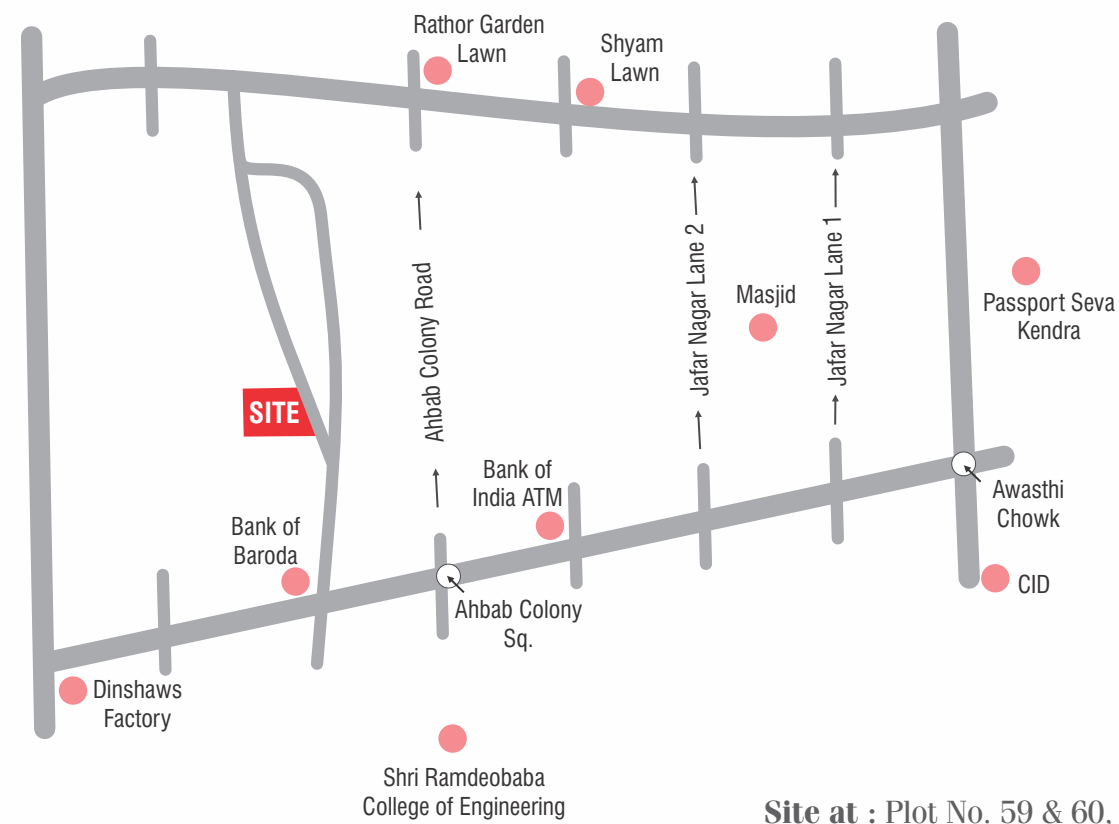 Rathor Garden
Lawn
Shyam
Lawn
Ahbab Colony Road
Jafar Nagar Lane 2
Masjid
Jafar Nagar Lane 1
Passport Seva
Kendra
SITE
Bank of
India ATM
Awasthi
Chowk
Bank of
Baroda
CID
Ahbab Colony
Sq.
Dinshaws
Factory
Shri Ramdeobaba
College of Engineering
Site at : Plot No. 59 & 60,